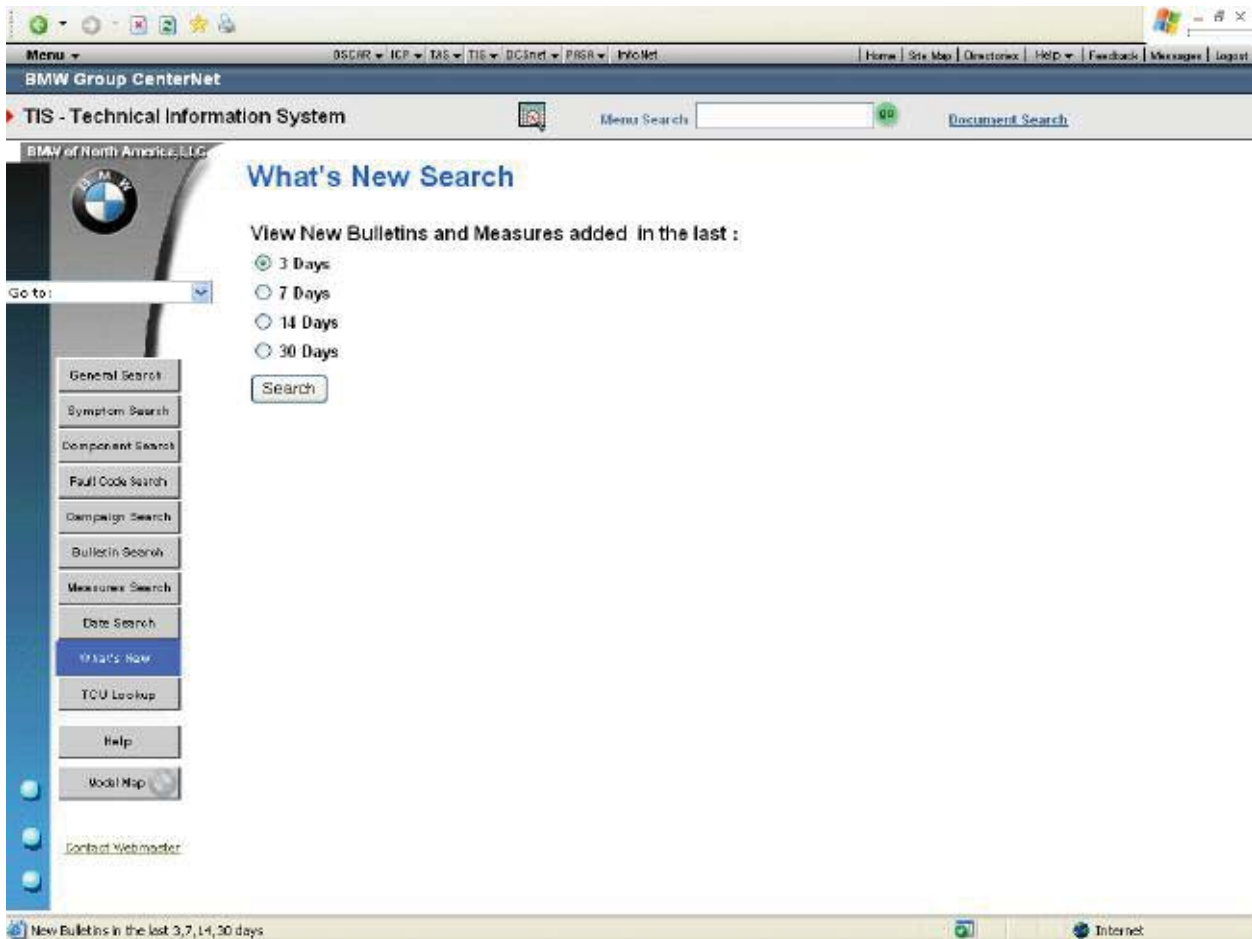 Menu
OSCAR ICP TAS TIS DCSnet PASA InfoNet
Home | Site Map | Directories | Help | Feedback | Messages | Logout
BMW Group CenterNet
TIS - Technical Information System
Menu Search
go
Document Search
BMW of North America, LLC
BMW
What's New Search
View New Bulletins and Measures added in the last :
3 Days
Go to:
7 Days
14 Days
30 Days
Search
General Search
Symptom Search
Component Search
Fault Code Search
Campaign Search
Bulletin Search
Measures Search
Date Search
What's New
TCU Lookup
Help
Model Map
Contact Webmaster
New Bulletins in the last 3,7,14,30 days
Internet